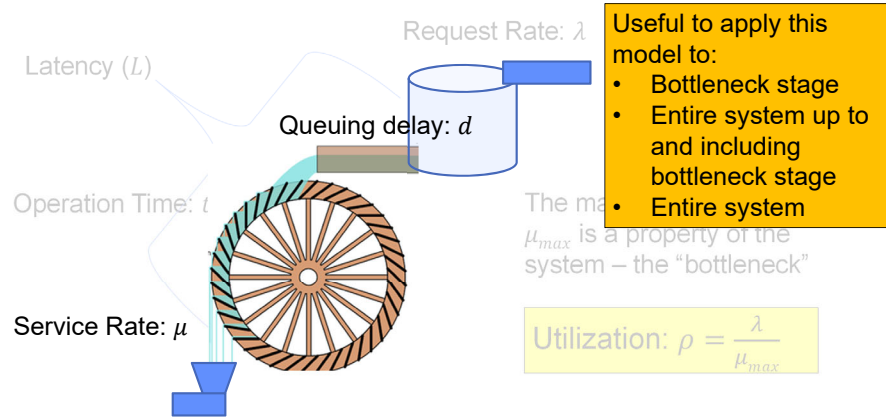 Request Rate: λ
Latency (L)
Queuing delay: d
Operation Time: t
Service Rate: μ
Useful to apply this
model to:
• Bottleneck stage
• Entire system up to
and including
bottleneck stage
• Entire system
The
μmax is a property of the
system – the “bottleneck”
Utilization: ρ = λ / μmax